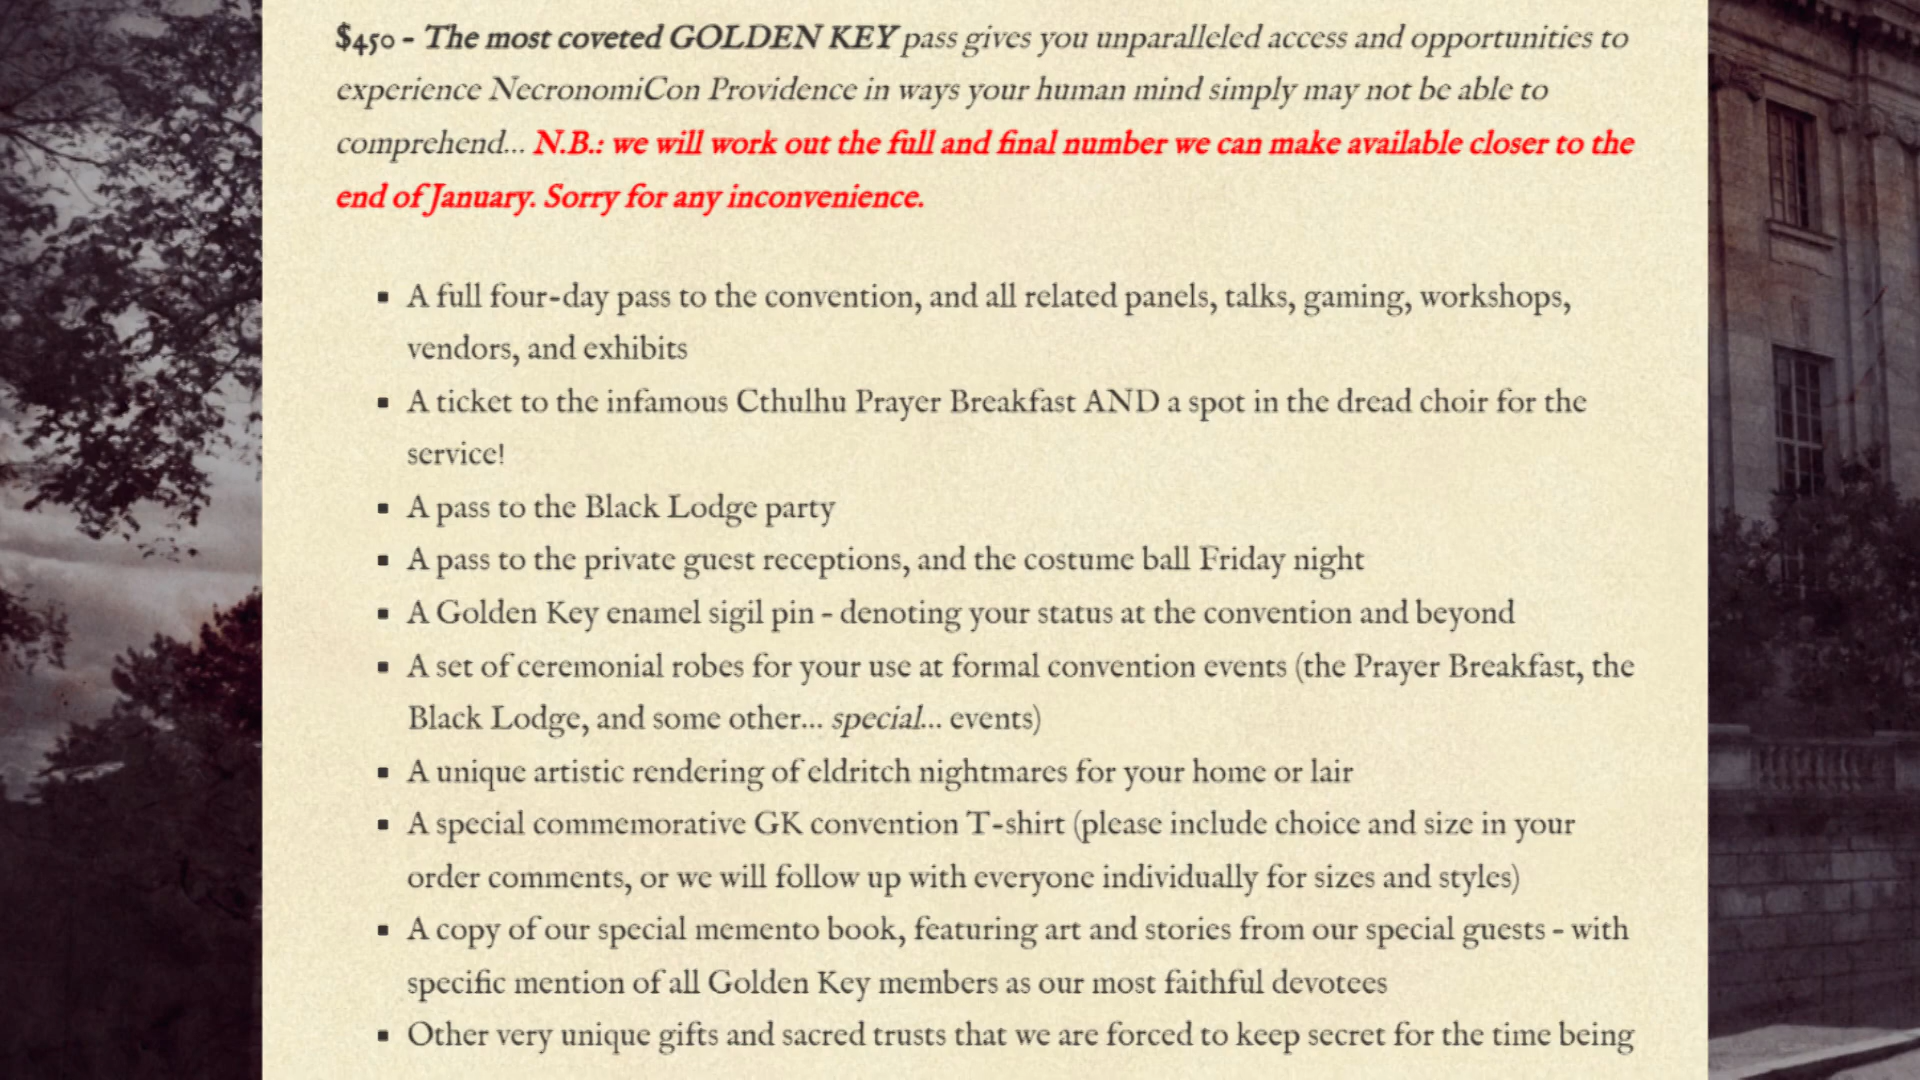 $450 - The most coveted GOLDEN KEY pass gives you unparalleled access and opportunities to
experience NecronomiCon Providence in ways your human mind simply may not be able to
comprehend... N.B.: we will work out the full and final number we can make available closer to the
end of January. Sorry for any inconvenience.
▪ A full four-day pass to the convention, and all related panels, talks, gaming, workshops,
vendors, and exhibits
▪ A ticket to the infamous Cthulhu Prayer Breakfast AND a spot in the dread choir for the
service!
▪ A pass to the Black Lodge party
▪ A pass to the private guest receptions, and the costume ball Friday night
▪ A Golden Key enamel sigil pin - denoting your status at the convention and beyond
▪ A set of ceremonial robes for your use at formal convention events (the Prayer Breakfast, the
Black Lodge, and some other... special... events)
▪ A unique artistic rendering of eldritch nightmares for your home or lair
▪ A special commemorative GK convention T-shirt (please include choice and size in your
order comments, or we will follow up with everyone individually for sizes and styles)
▪ A copy of our special memento book, featuring art and stories from our special guests - with
specific mention of all Golden Key members as our most faithful devotees
▪ Other very unique gifts and sacred trusts that we are forced to keep secret for the time being